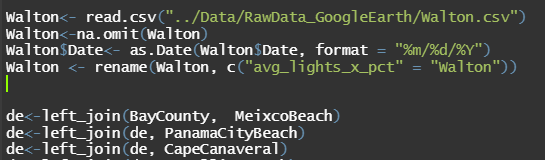 Walton<- read.csv("../Data/RawData_GoogleEarth/Walton.csv")
Walton<-na.omit(Walton)
Walton$Date<- as.Date(Walton$Date, format = "%m/%d/%Y")
Walton <- rename(Walton, c("avg_lights_x_pct" = "Walton"))
de<-left_join(BayCounty,  MeixcoBeach)
de<-left_join(de, PanamaCityBeach)
de<-left_join(de, CapeCanaveral)